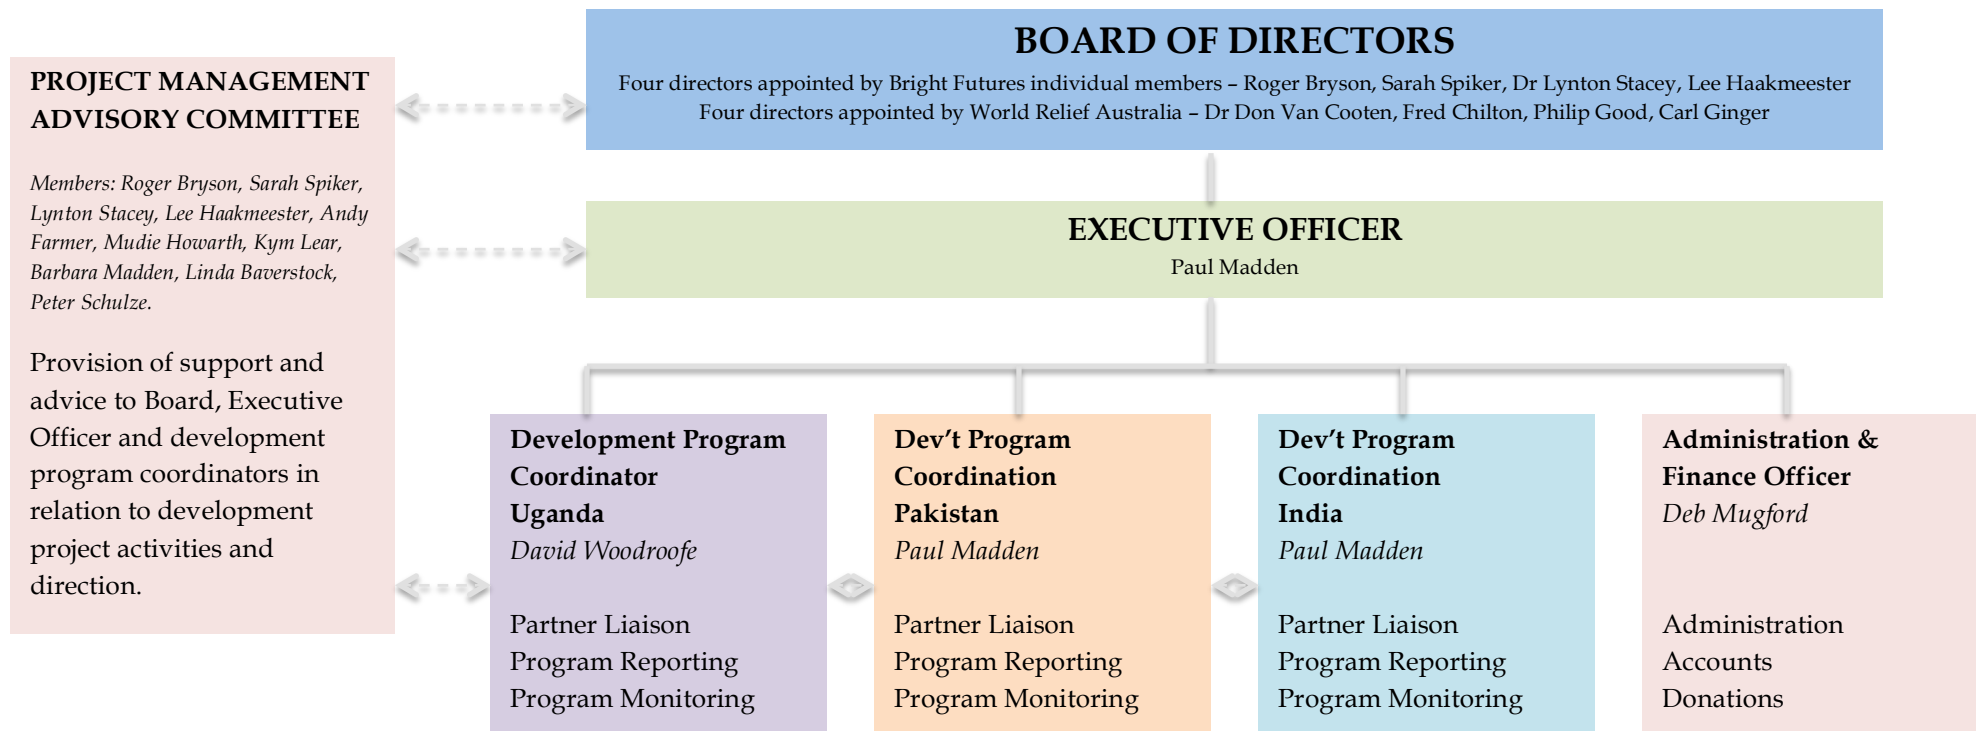 BOARD OF DIRECTORS
Four directors appointed by Bright Futures individual members – Roger Bryson, Sarah Spiker, Dr Lynton Stacey, Lee Haakmeester
Four directors appointed by World Relief Australia – Dr Don Van Cooten, Fred Chilton, Philip Good, Carl Ginger
PROJECT MANAGEMENT
ADVISORY COMMITTEE
Members: Roger Bryson, Sarah Spiker,
Lynton Stacey, Lee Haakmeester, Andy
Farmer, Mudie Howarth, Kym Lear,
Barbara Madden, Linda Baverstock,
Peter Schulze.
Provision of support and
advice to Board, Executive
Officer and development
program coordinators in
relation to development
project activities and
direction.
EXECUTIVE OFFICER
Paul Madden
Development Program
Coordinator
Uganda
David Woodroofe
Partner Liaison
Program Reporting
Program Monitoring
Dev’t Program
Coordination
Pakistan
Paul Madden
Partner Liaison
Program Reporting
Program Monitoring
Dev’t Program
Coordination
India
Paul Madden
Partner Liaison
Program Reporting
Program Monitoring
Administration &
Finance Officer
Deb Mugford
Administration
Accounts
Donations